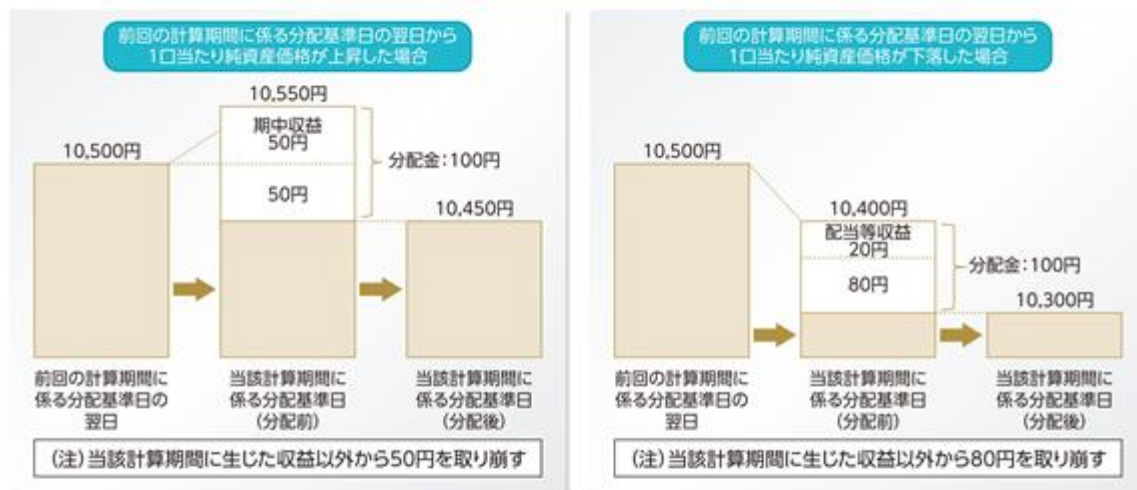 前回の計算期間に係る分配基準日の翌日から
1口当たり純資産価格が上昇した場合
10,550円
期中収益
50円
10,500円
分配金:100円
50円
10,450円
前回の計算期間に
係る分配基準日の
翌日
当該計算期間に
係る分配基準日
(分配前)
当該計算期間に
係る分配基準日
(分配後)
(注)当該計算期間に生じた収益以外から50円を取り崩す
前回の計算期間に係る分配基準日の翌日から
1口当たり純資産価格が下落した場合
10,500円
10,400円
配当等収益
20円
分配金:100円
80円
10,300円
前回の計算期間に
係る分配基準日の
翌日
当該計算期間に
係る分配基準日
(分配前)
当該計算期間に
係る分配基準日
(分配後)
(注)当該計算期間に生じた収益以外から80円を取り崩す